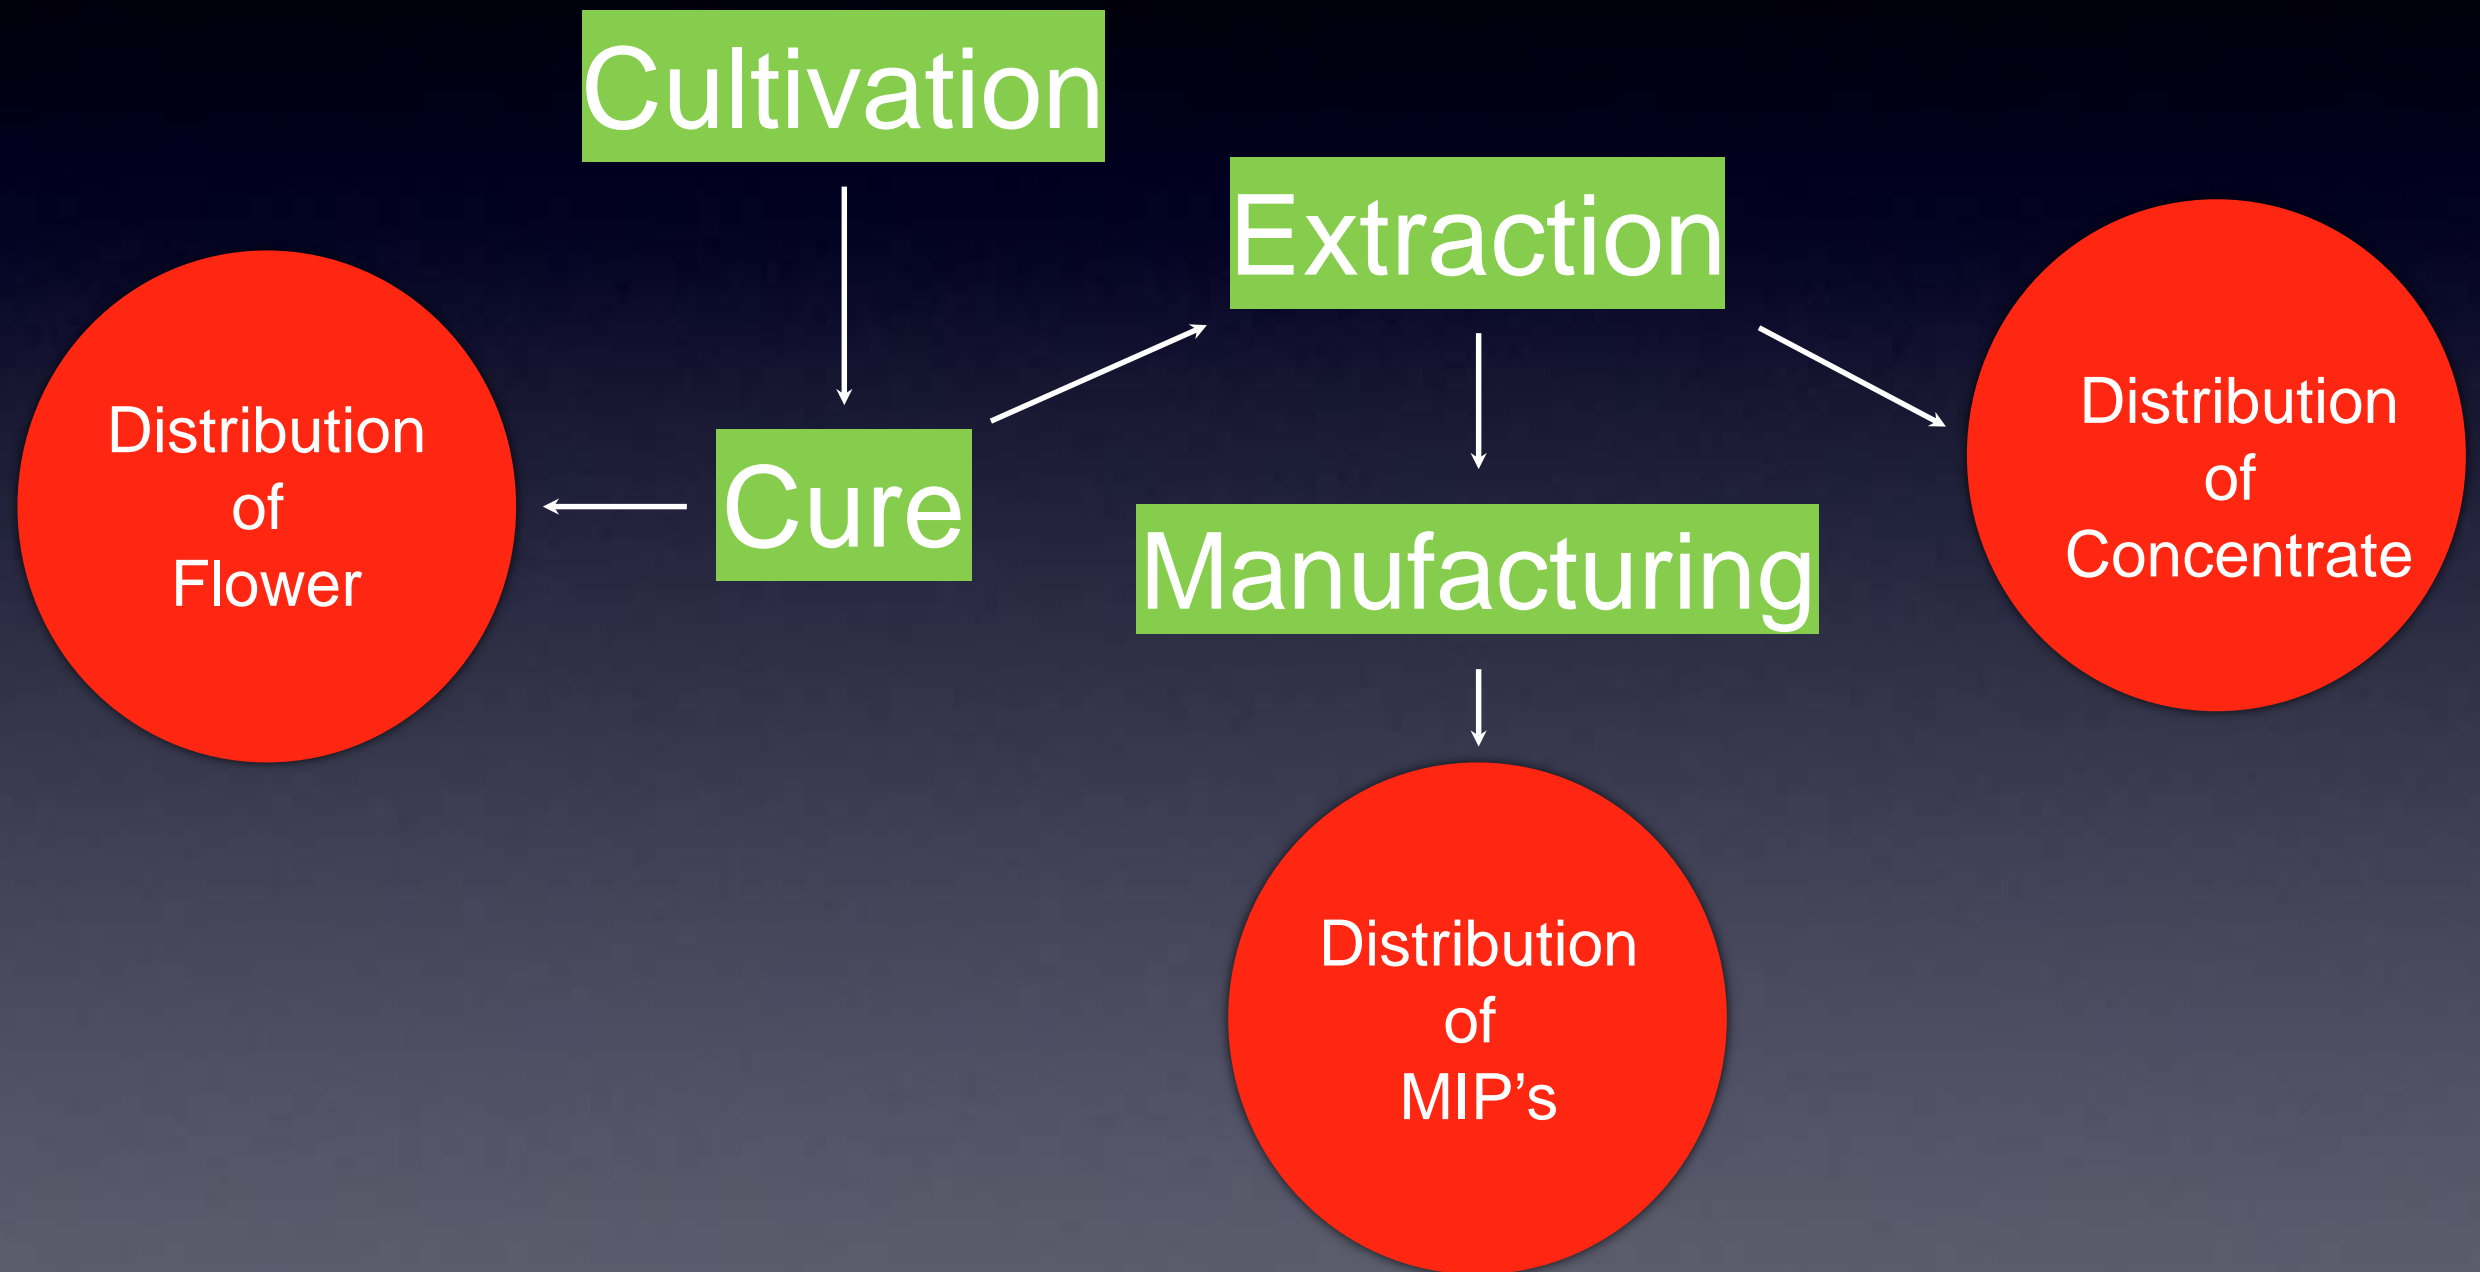 Cultivation
Extraction
Distribution
of
Flower
Cure
Manufacturing
Distribution
of
Concentrate
Distribution
of
MIP’s